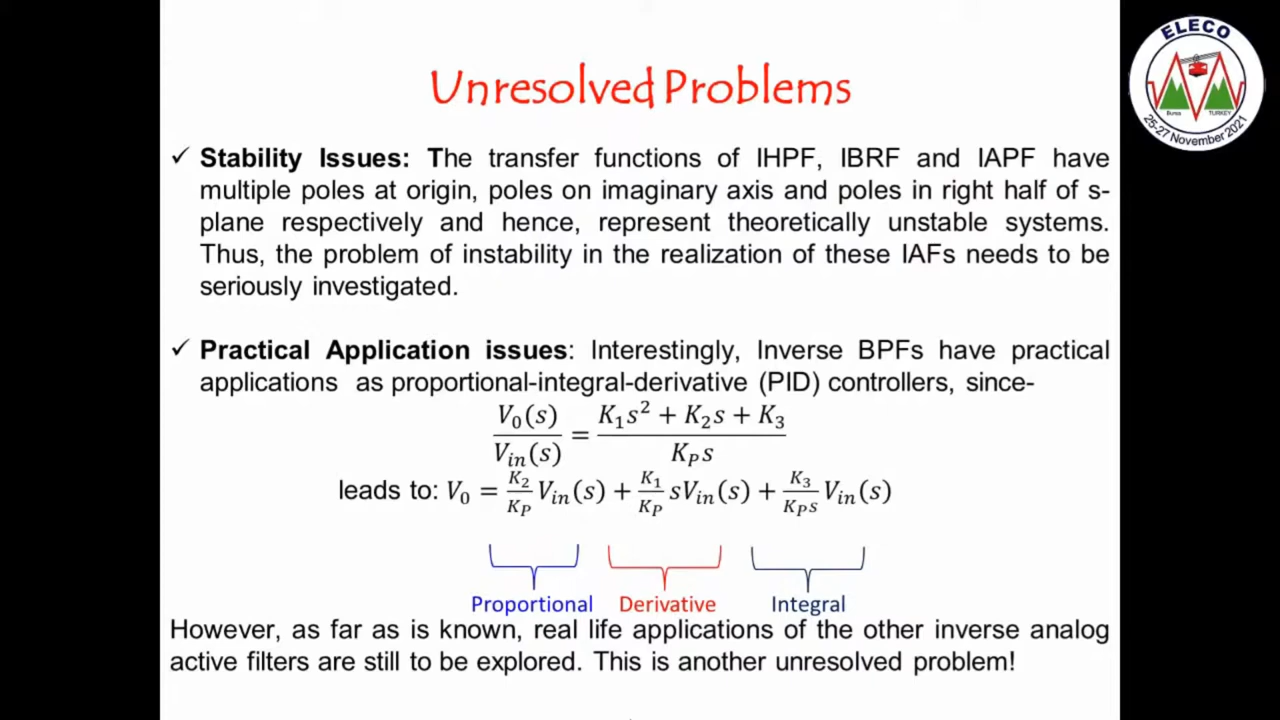 Unresolved Problems
ELECO
Bursa TURKEY
25-27 November 2021
✓ Stability Issues: The transfer functions of IHPF, IBRF and IAPF have
multiple poles at origin, poles on imaginary axis and poles in right half of s-
plane respectively and hence, represent theoretically unstable systems.
Thus, the problem of instability in the realization of these IAFs needs to be
seriously investigated.
✓ Practical Application issues: Interestingly, Inverse BPFs have practical
applications as proportional-integral-derivative (PID) controllers, since-
V₀(s)/Vᵢₙ(s) = (K₁s² + K₂s + K₃)/(K_P s)
leads to: V₀ = K₂/K_P Vᵢₙ(s) + K₁/K_P sVᵢₙ(s) + K₃/(K_P s) Vᵢₙ(s)
Proportional Derivative Integral
However, as far as is known, real life applications of the other inverse analog
active filters are still to be explored. This is another unresolved problem!